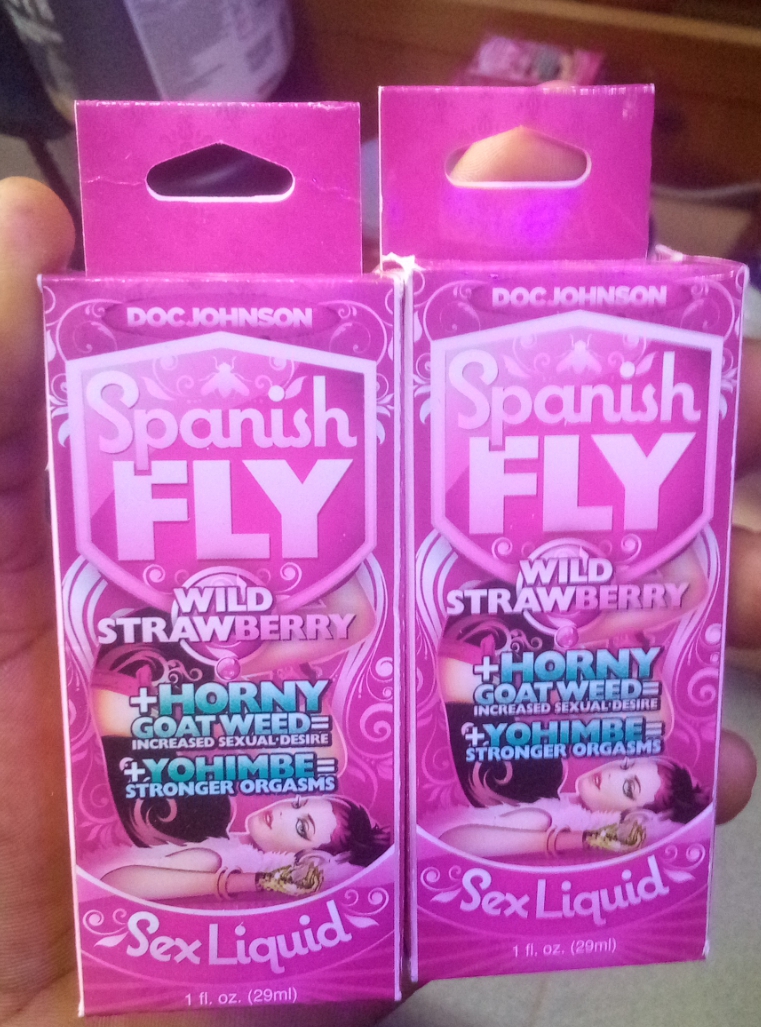 DOC JOHNSON
Spanish
FLY
WILD
STRAWBERRY
+HORNY
GOAT WEED=
INCREASED SEXUAL DESIRE
+YOHIMBE=
STRONGER ORGASMS
Sex Liquid
1 fl. oz. (29ml)
DOC JOHNSON
Spanish
FLY
WILD
STRAWBERRY
+HORNY
GOAT WEED=
INCREASED SEXUAL DESIRE
+YOHIMBE=
STRONGER ORGASMS
Sex Liquid
1 fl. oz. (29ml)